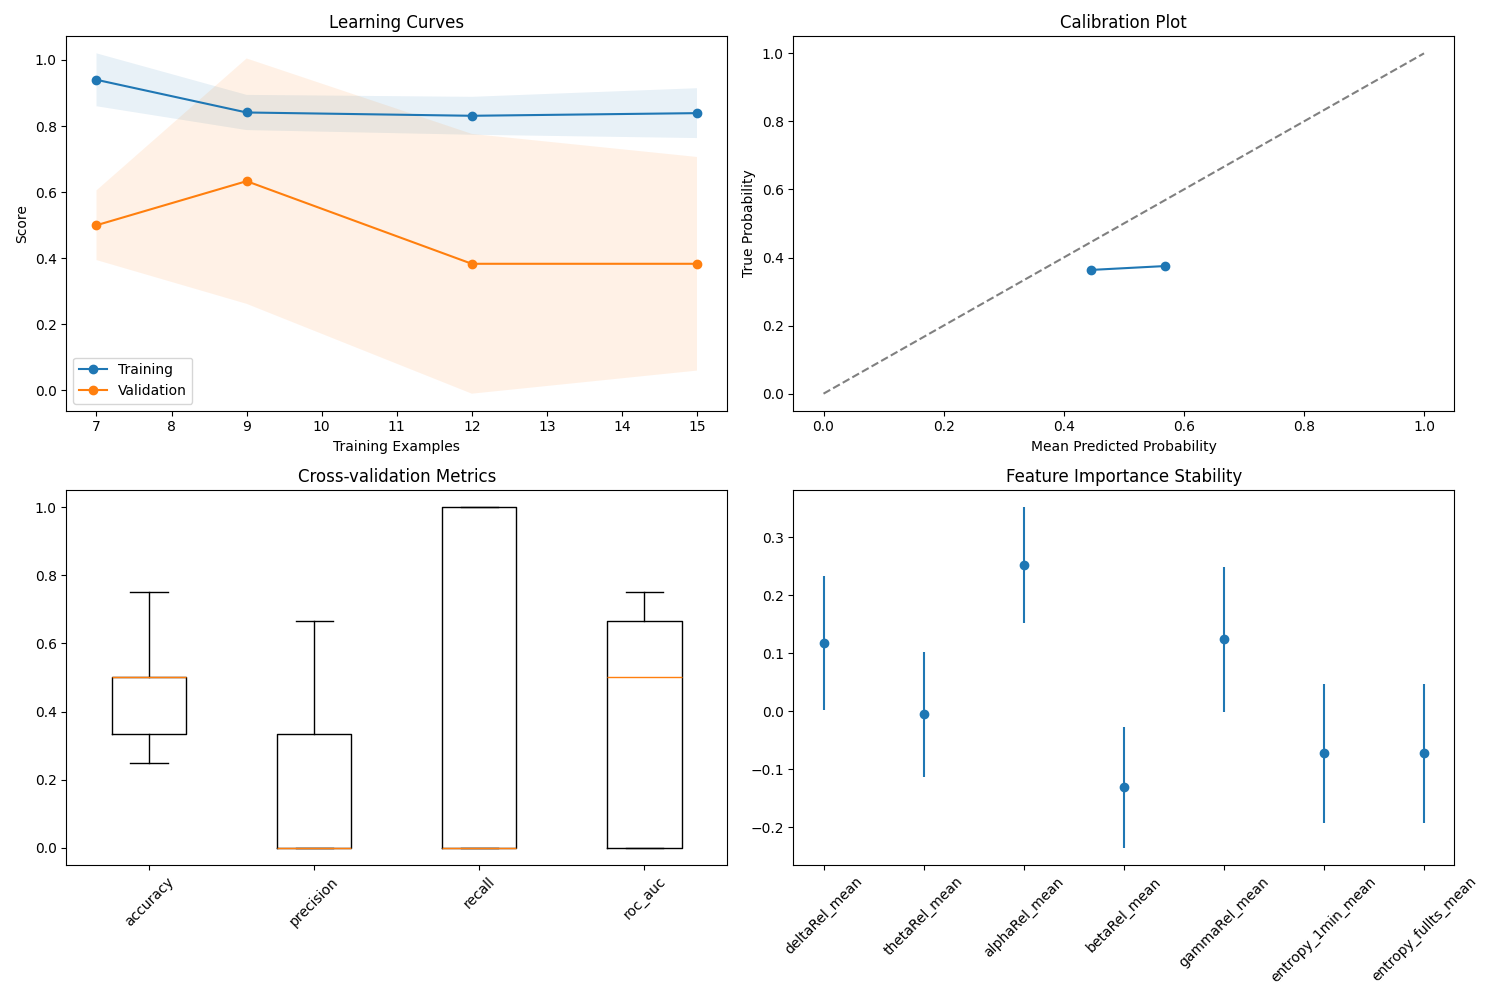 Learning Curves
1.0
0.8
0.6
0.4
0.2
0.0
Score
Training
Validation
7 8 9 10 11 12 13 14 15
Training Examples
Calibration Plot
1.0
0.8
0.6
0.4
0.2
0.0
True Probability
0.0 0.2 0.4 0.6 0.8 1.0
Mean Predicted Probability
Cross-validation Metrics
1.0
0.8
0.6
0.4
0.2
0.0
accuracy precision recall roc_auc
Feature Importance Stability
0.3
0.2
0.1
0.0
−0.1
−0.2
deltaRel_mean thetaRel_mean alphaRel_mean betaRel_mean gammaRel_mean entropy_1min_mean entropy_fullts_mean